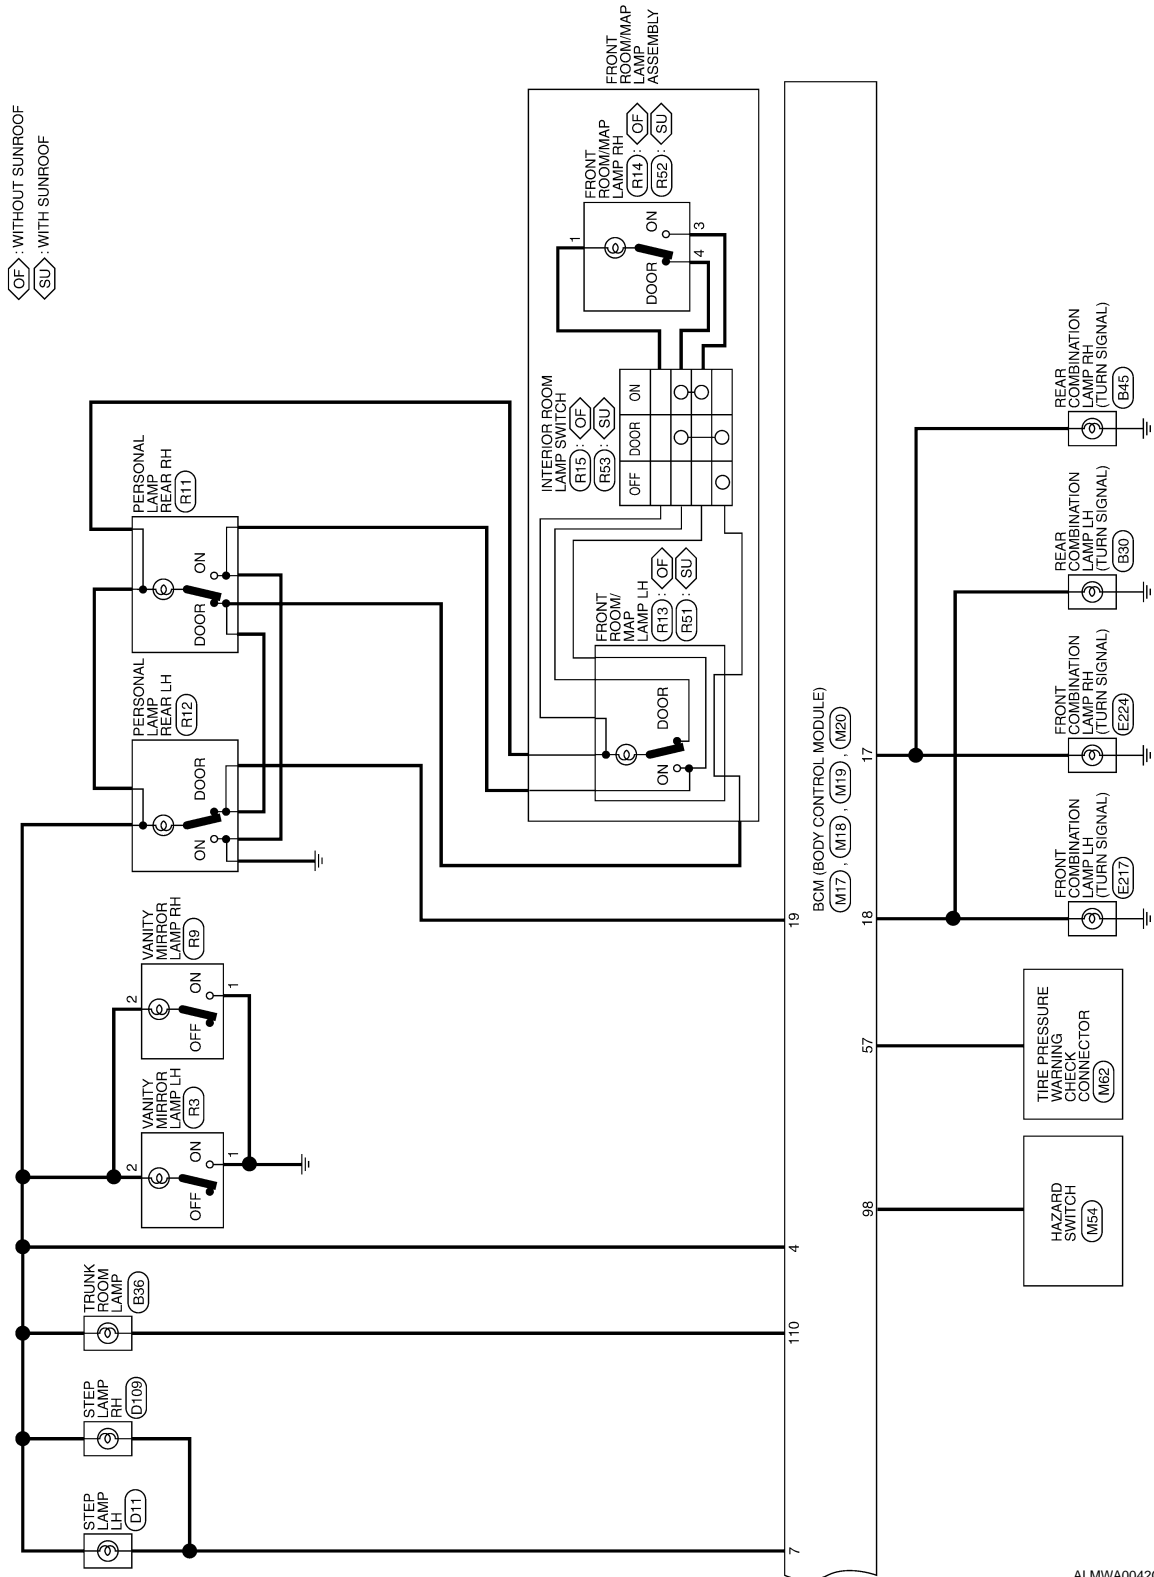 OF : WITHOUT SUNROOF
SU : WITH SUNROOF
STEP
LAMP
LH
D11
STEP
LAMP
RH
D109
TRUNK
ROOM
LAMP
B36
VANITY
MIRROR
LAMP LH
R3
2
OFF
ON
1
VANITY
MIRROR
LAMP RH
R9
2
OFF
ON
1
PERSONAL
LAMP
REAR LH
R12
ON
DOOR
PERSONAL
LAMP
REAR RH
R11
DOOR
ON
FRONT
ROOM/MAP
LAMP
ASSEMBLY
FRONT
ROOM/
MAP
LAMP LH
R13 : OF
R51 : SU
ON
DOOR
INTERIOR ROOM
LAMP SWITCH
R15 : OF
R53 : SU
OFF
DOOR
ON
FRONT
ROOM/MAP
LAMP RH
R14 : OF
R52 : SU
1
DOOR
ON
4
3
7
110
4
19
BCM (BODY CONTROL MODULE)
M17 , M18 , M19 , M20
98
57
18
17
HAZARD
SWITCH
M54
TIRE PRESSURE
WARNING
CHECK
CONNECTOR
M62
FRONT
COMBINATION
LAMP LH
(TURN SIGNAL)
E217
FRONT
COMBINATION
LAMP RH
(TURN SIGNAL)
E224
REAR
COMBINATION
LAMP LH
(TURN SIGNAL)
B30
REAR
COMBINATION
LAMP RH
(TURN SIGNAL)
B45